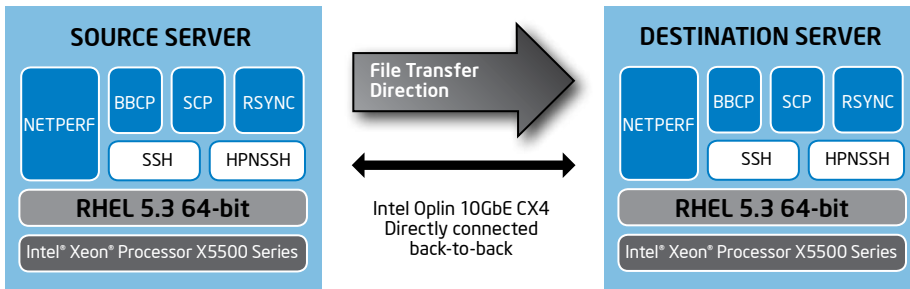 SOURCE SERVER
NETPERF
BBCP
SCP
RSYNC
SSH
HPNSSH
RHEL 5.3 64-bit
Intel® Xeon® Processor X5500 Series
File Transfer
Direction
Intel Oplin 10GbE CX4
Directly connected
back-to-back
DESTINATION SERVER
NETPERF
BBCP
SCP
RSYNC
SSH
HPNSSH
RHEL 5.3 64-bit
Intel® Xeon® Processor X5500 Series